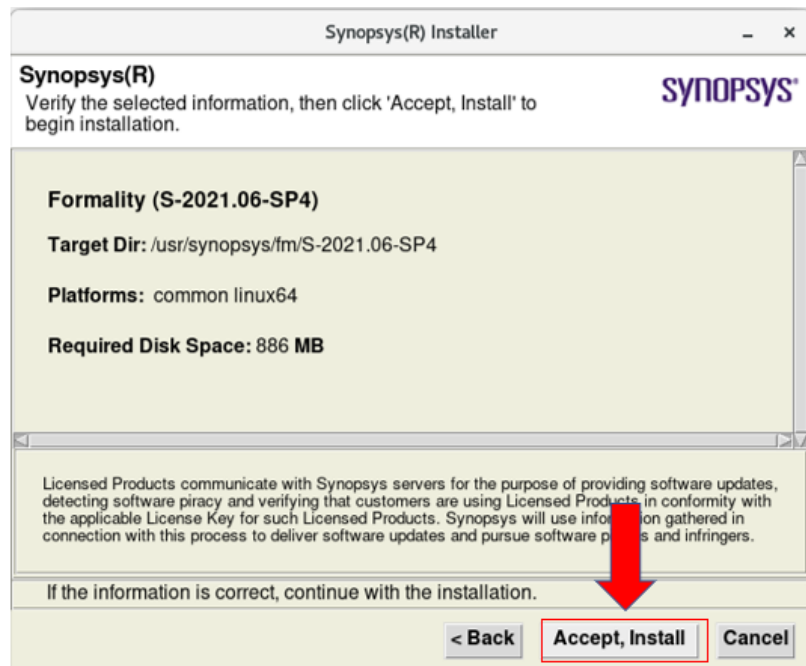 Synopsys(R) Installer
Synopsys(R)
SYNOPSYS®
Verify the selected information, then click 'Accept, Install' to
begin installation.
Formality (S-2021.06-SP4)
Target Dir: /usr/synopsys/fm/S-2021.06-SP4
Platforms: common linux64
Required Disk Space: 886 MB
Licensed Products communicate with Synopsys servers for the purpose of providing software updates,
detecting software piracy and verifying that customers are using Licensed Products in conformity with
the applicable License Key for such Licensed Products. Synopsys will use information gathered in
connection with this process to deliver software updates and pursue software and infringers.
If the information is correct, continue with the installation.
< Back
Accept, Install
Cancel